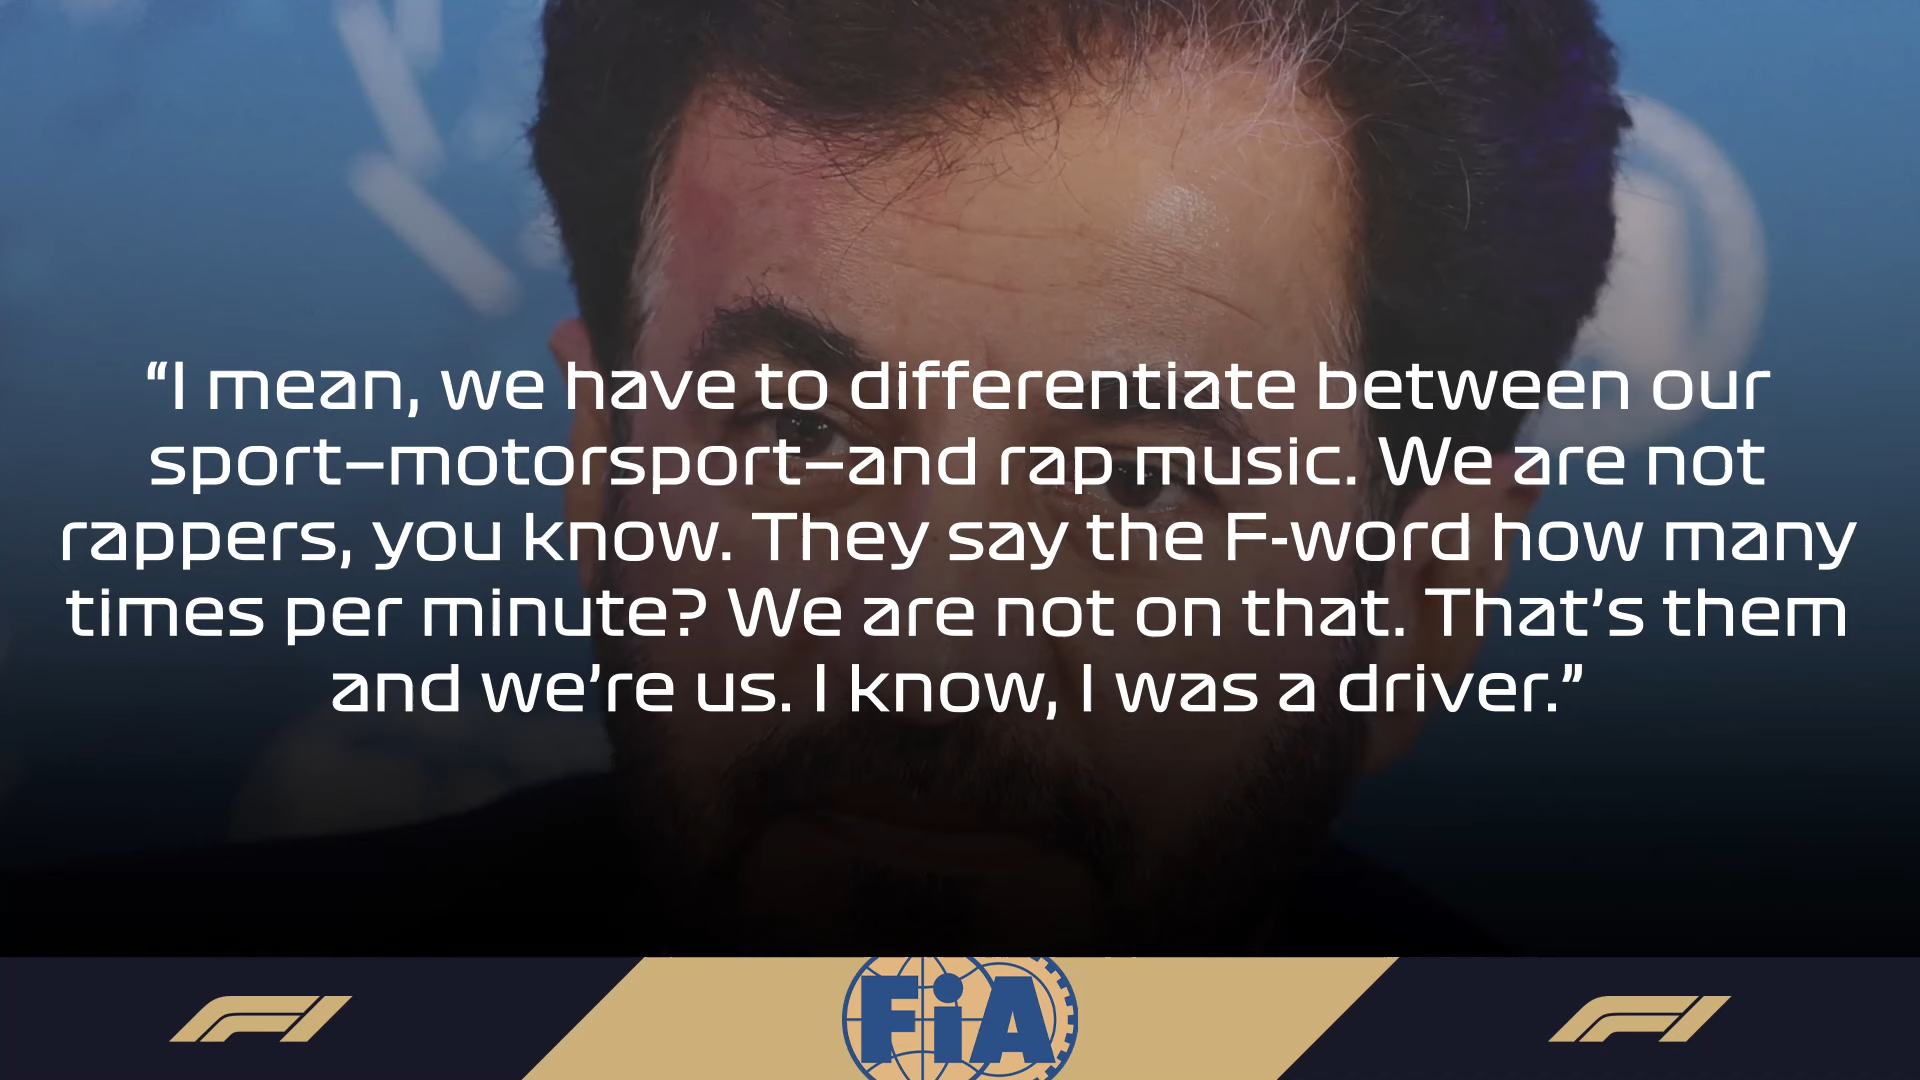 “I mean, we have to differentiate between our
sport–motorsport–and rap music. We are not
rappers, you know. They say the F-word how many
times per minute? We are not on that. That’s them
and we’re us. I know, I was a driver.”
F1 FiA F1